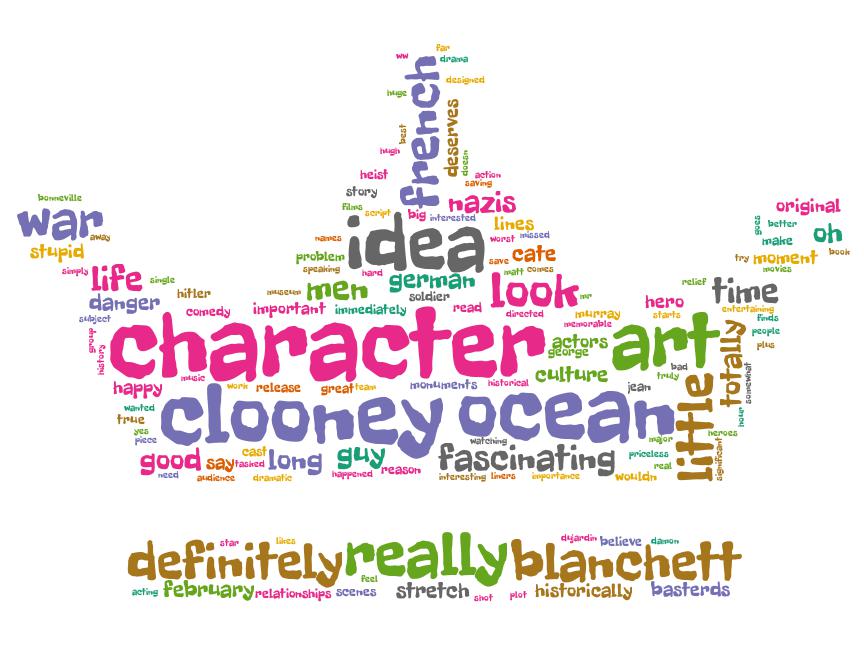 far
ww
drama
designed
huge
french
best
deserves
hugh
doesn
heist
action
saving
story
bonneville
films
script
big
interested
nazis
original
war
away
names
idea
lines
goes
better
oh
stupid
worst
missed
make
problem
save
cate
try
moment
book
speaking
hard
matt
comes
movies
simply
life
single
men
german
look
mr
relief
time
danger
hitler
museum
soldier
hero
subject
comedy
important
immediately
read
directed
murray
starts
entertaining
memorable
finds
group
character
actors
art
people
history
george
totally
plus
music
culture
bad
truly
somewhat
happy
work
release
great
team
monuments
historical
jean
little
wanted
clooney
ocean
true
hour
yes
piece
watching
major
heroes
good
say
tasked
cast
long
guy
fascinating
priceless
significant
need
audience
dramatic
happened
reason
interesting
liners
importance
wouldn
real
star
likes
dujardin
believe
damon
definitely
really
blanchett
feel
acting
february
relationships
scenes
stretch
shot
plot
historically
basterds